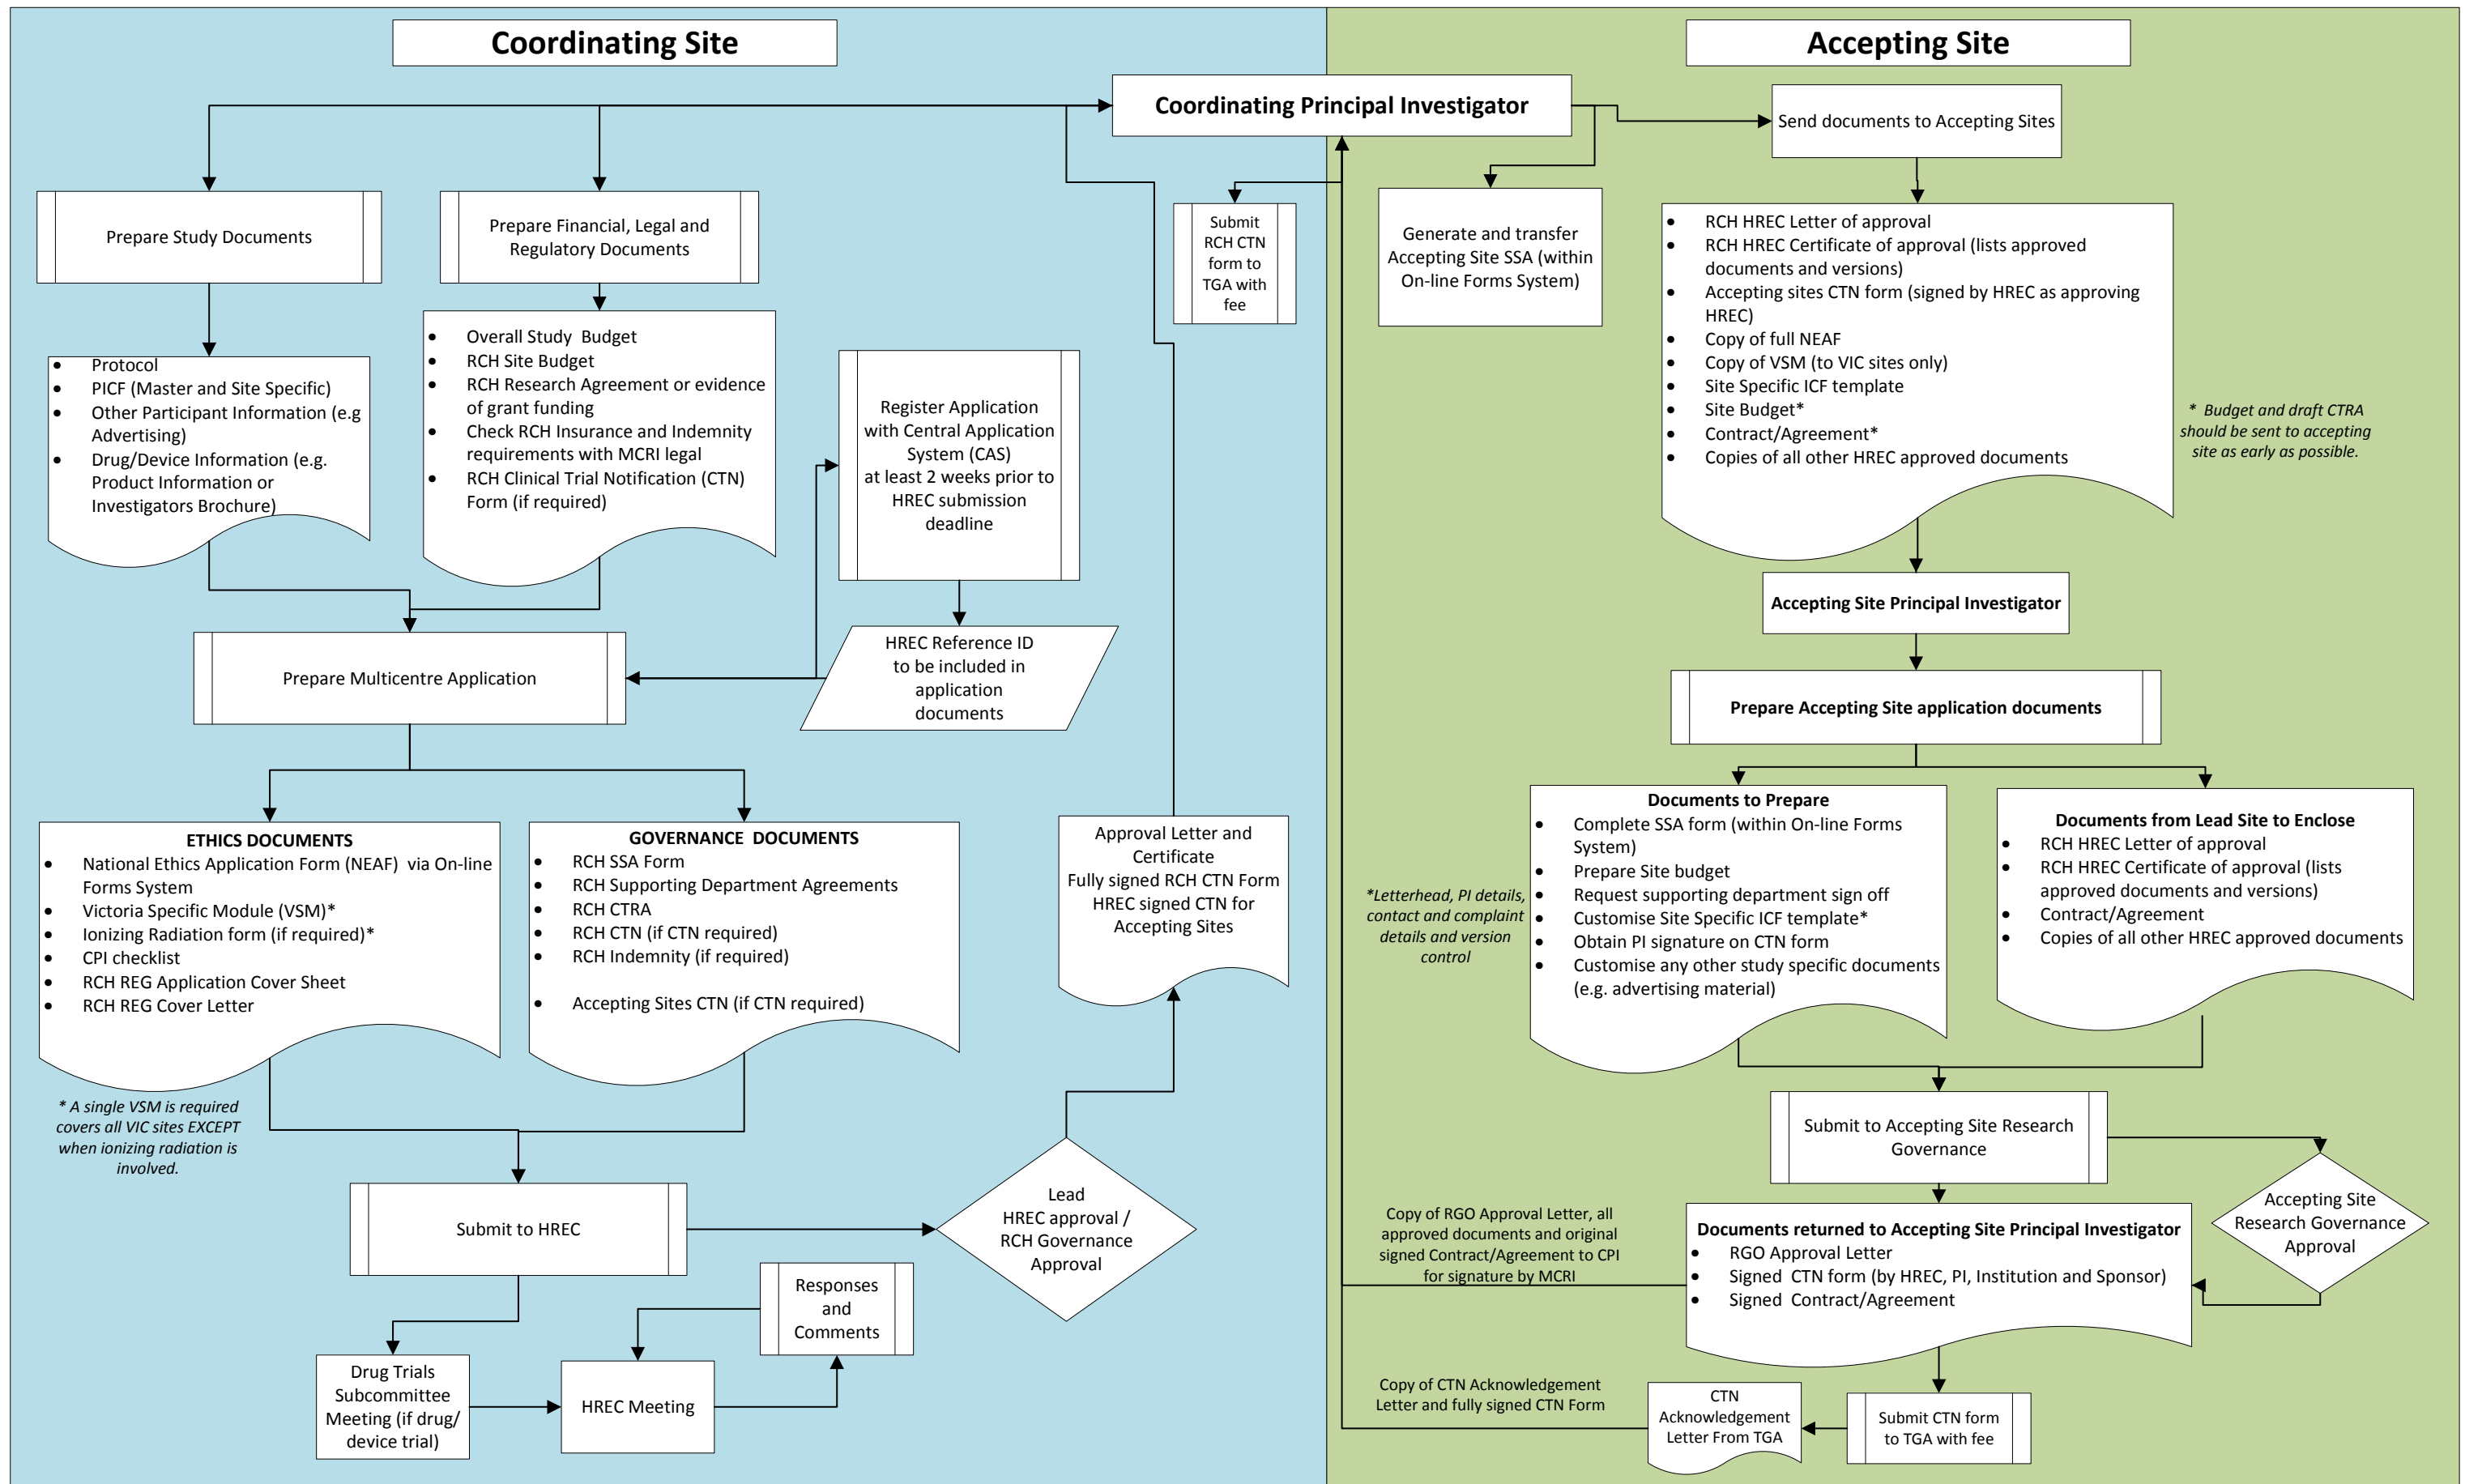 Coordinating Site
Accepting Site
Coordinating Principal Investigator
Prepare Study Documents
Prepare Financial, Legal and
Regulatory Documents
• Protocol
• PICF (Master and Site Specific)
• Other Participant Information (e.g
Advertising)
• Drug/Device Information (e.g.
Product Information or
Investigators Brochure)
• Overall Study Budget
• RCH Site Budget
• RCH Research Agreement or evidence
of grant funding
• Check RCH Insurance and Indemnity
requirements with MCRI legal
• RCH Clinical Trial Notification (CTN)
Form (if required)
Register Application
with Central Application
System (CAS)
at least 2 weeks prior to
HREC submission
deadline
HREC Reference ID
to be included in
application
documents
Prepare Multicentre Application
ETHICS DOCUMENTS
• National Ethics Application Form (NEAF) via On-line
Forms System
• Victoria Specific Module (VSM)*
• Ionizing Radiation form (if required)*
• CPI checklist
• RCH REG Application Cover Sheet
• RCH REG Cover Letter
GOVERNANCE DOCUMENTS
• RCH SSA Form
• RCH Supporting Department Agreements
• RCH CTRA
• RCH CTN (if CTN required)
• RCH Indemnity (if required)
• Accepting Sites CTN (if CTN required)
Approval Letter and
Certificate
Fully signed RCH CTN Form
HREC signed CTN for
Accepting Sites
* A single VSM is required
covers all VIC sites EXCEPT
when ionizing radiation is
involved.
Submit to HREC
Lead
HREC approval /
RCH Governance
Approval
Responses
and
Comments
Drug Trials
Subcommittee
Meeting (if drug/
device trial)
HREC Meeting
Submit
RCH CTN
form to
TGA with
fee
Generate and transfer
Accepting Site SSA (within
On-line Forms System)
Send documents to Accepting Sites
• RCH HREC Letter of approval
• RCH HREC Certificate of approval (lists approved
documents and versions)
• Accepting sites CTN form (signed by HREC as approving
HREC)
• Copy of full NEAF
• Copy of VSM (to VIC sites only)
• Site Specific ICF template
• Site Budget*
• Contract/Agreement*
• Copies of all other HREC approved documents
* Budget and draft CTRA
should be sent to accepting
site as early as possible.
Accepting Site Principal Investigator
Prepare Accepting Site application documents
Documents to Prepare
• Complete SSA form (within On-line Forms
System)
• Prepare Site budget
• Request supporting department sign off
• Customise Site Specific ICF template*
• Obtain PI signature on CTN form
• Customise any other study specific documents
(e.g. advertising material)
*Letterhead, PI details,
contact and complaint
details and version
control
Documents from Lead Site to Enclose
• RCH HREC Letter of approval
• RCH HREC Certificate of approval (lists
approved documents and versions)
• Contract/Agreement
• Copies of all other HREC approved documents
Submit to Accepting Site Research
Governance
Accepting Site
Research Governance
Approval
Copy of RGO Approval Letter, all
approved documents and original
signed Contract/Agreement to CPI
for signature by MCRI
Documents returned to Accepting Site Principal Investigator
• RGO Approval Letter
• Signed CTN form (by HREC, PI, Institution and Sponsor)
• Signed Contract/Agreement
Copy of CTN Acknowledgement
Letter and fully signed CTN Form
CTN
Acknowledgement
Letter From TGA
Submit CTN form
to TGA with fee